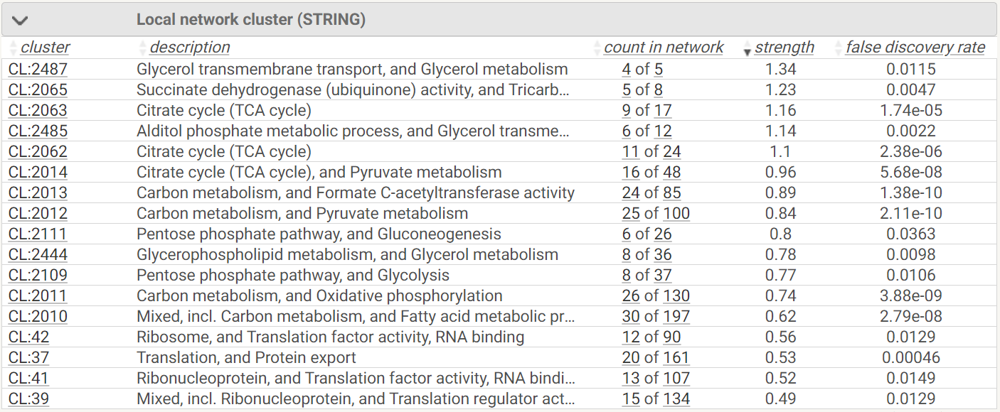 Local network cluster (STRING)
cluster description count in network strength false discovery rate
CL:2487 Glycerol transmembrane transport, and Glycerol metabolism 4 of 5 1.34 0.0115
CL:2065 Succinate dehydrogenase (ubiquinone) activity, and Tricarb... 5 of 8 1.23 0.0047
CL:2063 Citrate cycle (TCA cycle) 9 of 17 1.16 1.74e-05
CL:2485 Alditol phosphate metabolic process, and Glycerol transme... 6 of 12 1.14 0.0022
CL:2062 Citrate cycle (TCA cycle) 11 of 24 1.1 2.38e-06
CL:2014 Citrate cycle (TCA cycle), and Pyruvate metabolism 16 of 48 0.96 5.68e-08
CL:2013 Carbon metabolism, and Formate C-acetyltransferase activity 24 of 85 0.89 1.38e-10
CL:2012 Carbon metabolism, and Pyruvate metabolism 25 of 100 0.84 2.11e-10
CL:2111 Pentose phosphate pathway, and Gluconeogenesis 6 of 26 0.8 0.0363
CL:2444 Glycerophospholipid metabolism, and Glycerol metabolism 8 of 36 0.78 0.0098
CL:2109 Pentose phosphate pathway, and Glycolysis 8 of 37 0.77 0.0106
CL:2011 Carbon metabolism, and Oxidative phosphorylation 26 of 130 0.74 3.88e-09
CL:2010 Mixed, incl. Carbon metabolism, and Fatty acid metabolic pr... 30 of 197 0.62 2.79e-08
CL:42 Ribosome, and Translation factor activity, RNA binding 12 of 90 0.56 0.0129
CL:37 Translation, and Protein export 20 of 161 0.53 0.00046
CL:41 Ribonucleoprotein, and Translation factor activity, RNA bindi... 13 of 107 0.52 0.0149
CL:39 Mixed, incl. Ribonucleoprotein, and Translation regulator act... 15 of 134 0.49 0.0129